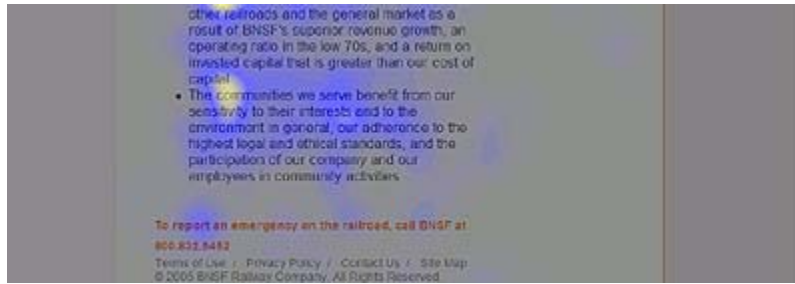 other railroads and the general market as a
result of BNSF's superior revenue growth, an
operating ratio in the low 70s, and a return on
invested capital that is greater than our cost of
capital.
• The communities we serve benefit from our
sensitivity to their interests and to the
environment in general, our adherence to the
highest legal and ethical standards, and the
participation of our company and our
employees in community activities.
To report an emergency on the railroad, call BNSF at
800.832.5452
Terms of Use / Privacy Policy / Contact Us / Site Map
© 2005 BNSF Railway Company. All Rights Reserved